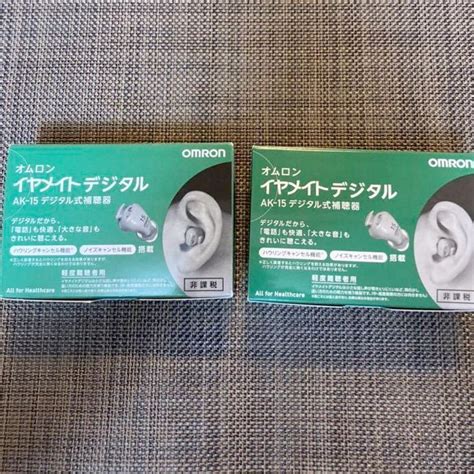 OMRON
オムロン
イヤメイトデジタル
AK-15 デジタル式補聴器
デジタルだから、
「電話」も快適、「大きな音」も
きれいに聴こえる。
ハウリングキャンセル機能 ノイズキャンセル機能 搭載
軽度難聴者用
All for Healthcare
非課税
OMRON
オムロン
イヤメイトデジタル
AK-15 デジタル式補聴器
デジタルだから、
「電話」も快適、「大きな音」も
きれいに聴こえる。
ハウリングキャンセル機能 ノイズキャンセル機能 搭載
軽度難聴者用
All for Healthcare
非課税